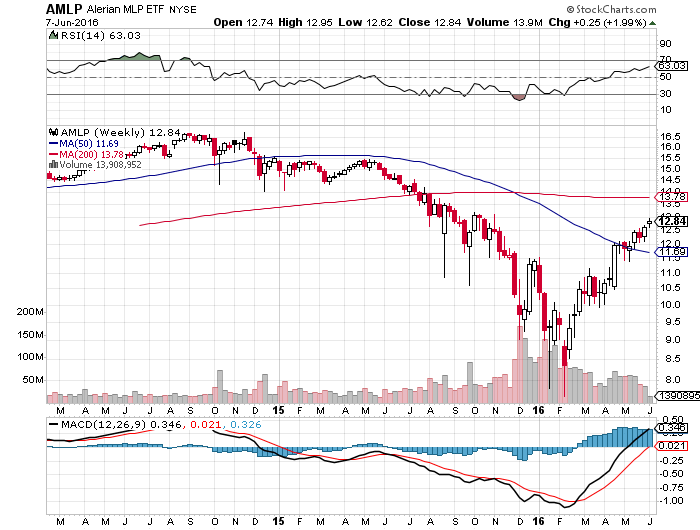 AMLP Alerian MLP ETF NYSE
© StockCharts.com
7-Jun-2016 Open 12.74 High 12.95 Low 12.62 Close 12.84 Volume 13.9M Chg +0.25 (+1.99%)
RSI(14) 63.03
90
70
63.03
50
30
10
AMLP (Weekly) 12.84
MA(50) 11.69
MA(200) 13.78
Volume 13,908,952
16.5
16.0
15.5
15.0
14.5
14.0
13.78
13.5
12.84
12.0
11.69
11.5
11.0
10.5
10.0
9.5
9.0
8.5
8.0
200M
150M
100M
50M
1390895
M A M J J A S O N D 15 F M A M J J A S O N D 16 F M A M J
MACD(12,26,9) 0.346, 0.021, 0.326
0.50
0.346
0.021
-0.25
-0.50
-0.75
-1.00
M A M J J A S O N D 15 F M A M J J A S O N D 16 F M A M J